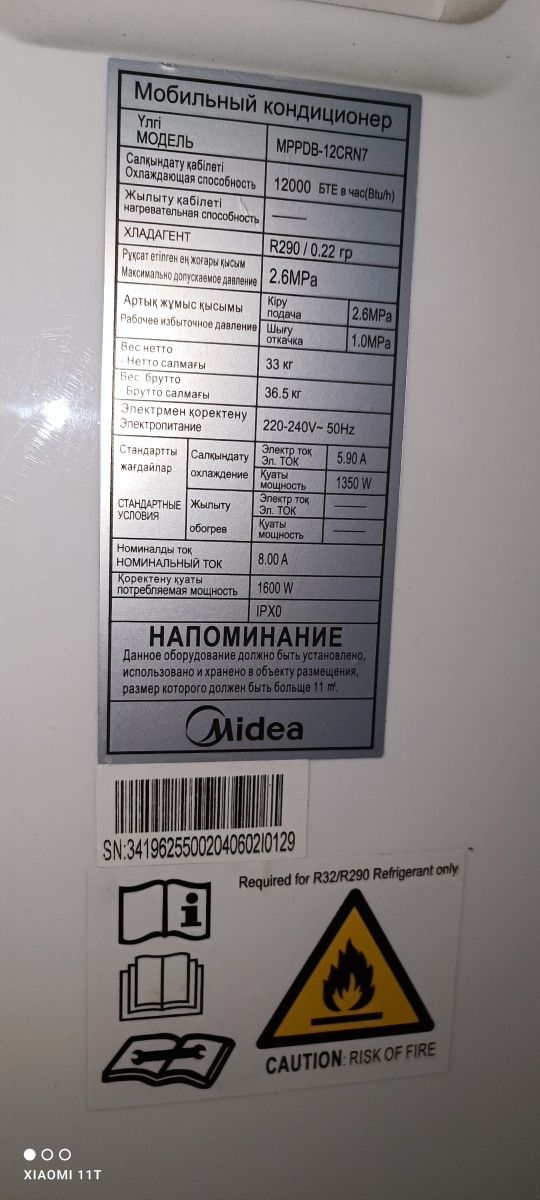 Мобильный кондиционер
Үлгі
МОДЕЛЬ
MPPDB-12CRN7
Салқындату қабілеті
Охлаждающая способность
12000 БТЕ в час(Btu/h)
Жылыту қабілеті
нагревательная способность
ХЛАДАГЕНТ
R290 / 0.22 гр
Рұқсат етілген ең жоғары қысым
Максимально допускаемое давление
2.6MPa
Артық жұмыс қысымы
Рабочее избыточное давление
Кіру
подача
2.6MPa
Шығу
откачка
1.0MPa
Вес нетто
- Нетто салмағы
33 кг
Вес брутто
- Брутто салмағы
36.5 кг
Электрмен қоректену
Электропитание
220-240V~ 50Hz
Стандартты
жағдайлар
СТАНДАРТНЫЕ
УСЛОВИЯ
Салқындату
охлаждение
Электр тоқ
Эл. ТОК
5.90 A
Қуаты
мощность
1350 W
Жылыту
обогрев
Электр тоқ
Эл. ТОК
Қуаты
мощность
Номиналды тоқ
НОМИНАЛЬНЫЙ ТОК
8.00 A
Қоректену қуаты
потребляемая мощность
1600 W
IPX0
НАПОМИНАНИЕ
Данное оборудование должно быть установлено,
использовано и хранено в объекту размещения,
размер которого должен быть больше 11 m².
Midea
SN:34196255002040602I0129
Required for R32/R290 Refrigerant only
CAUTION: RISK OF FIRE
XIAOMI 11T